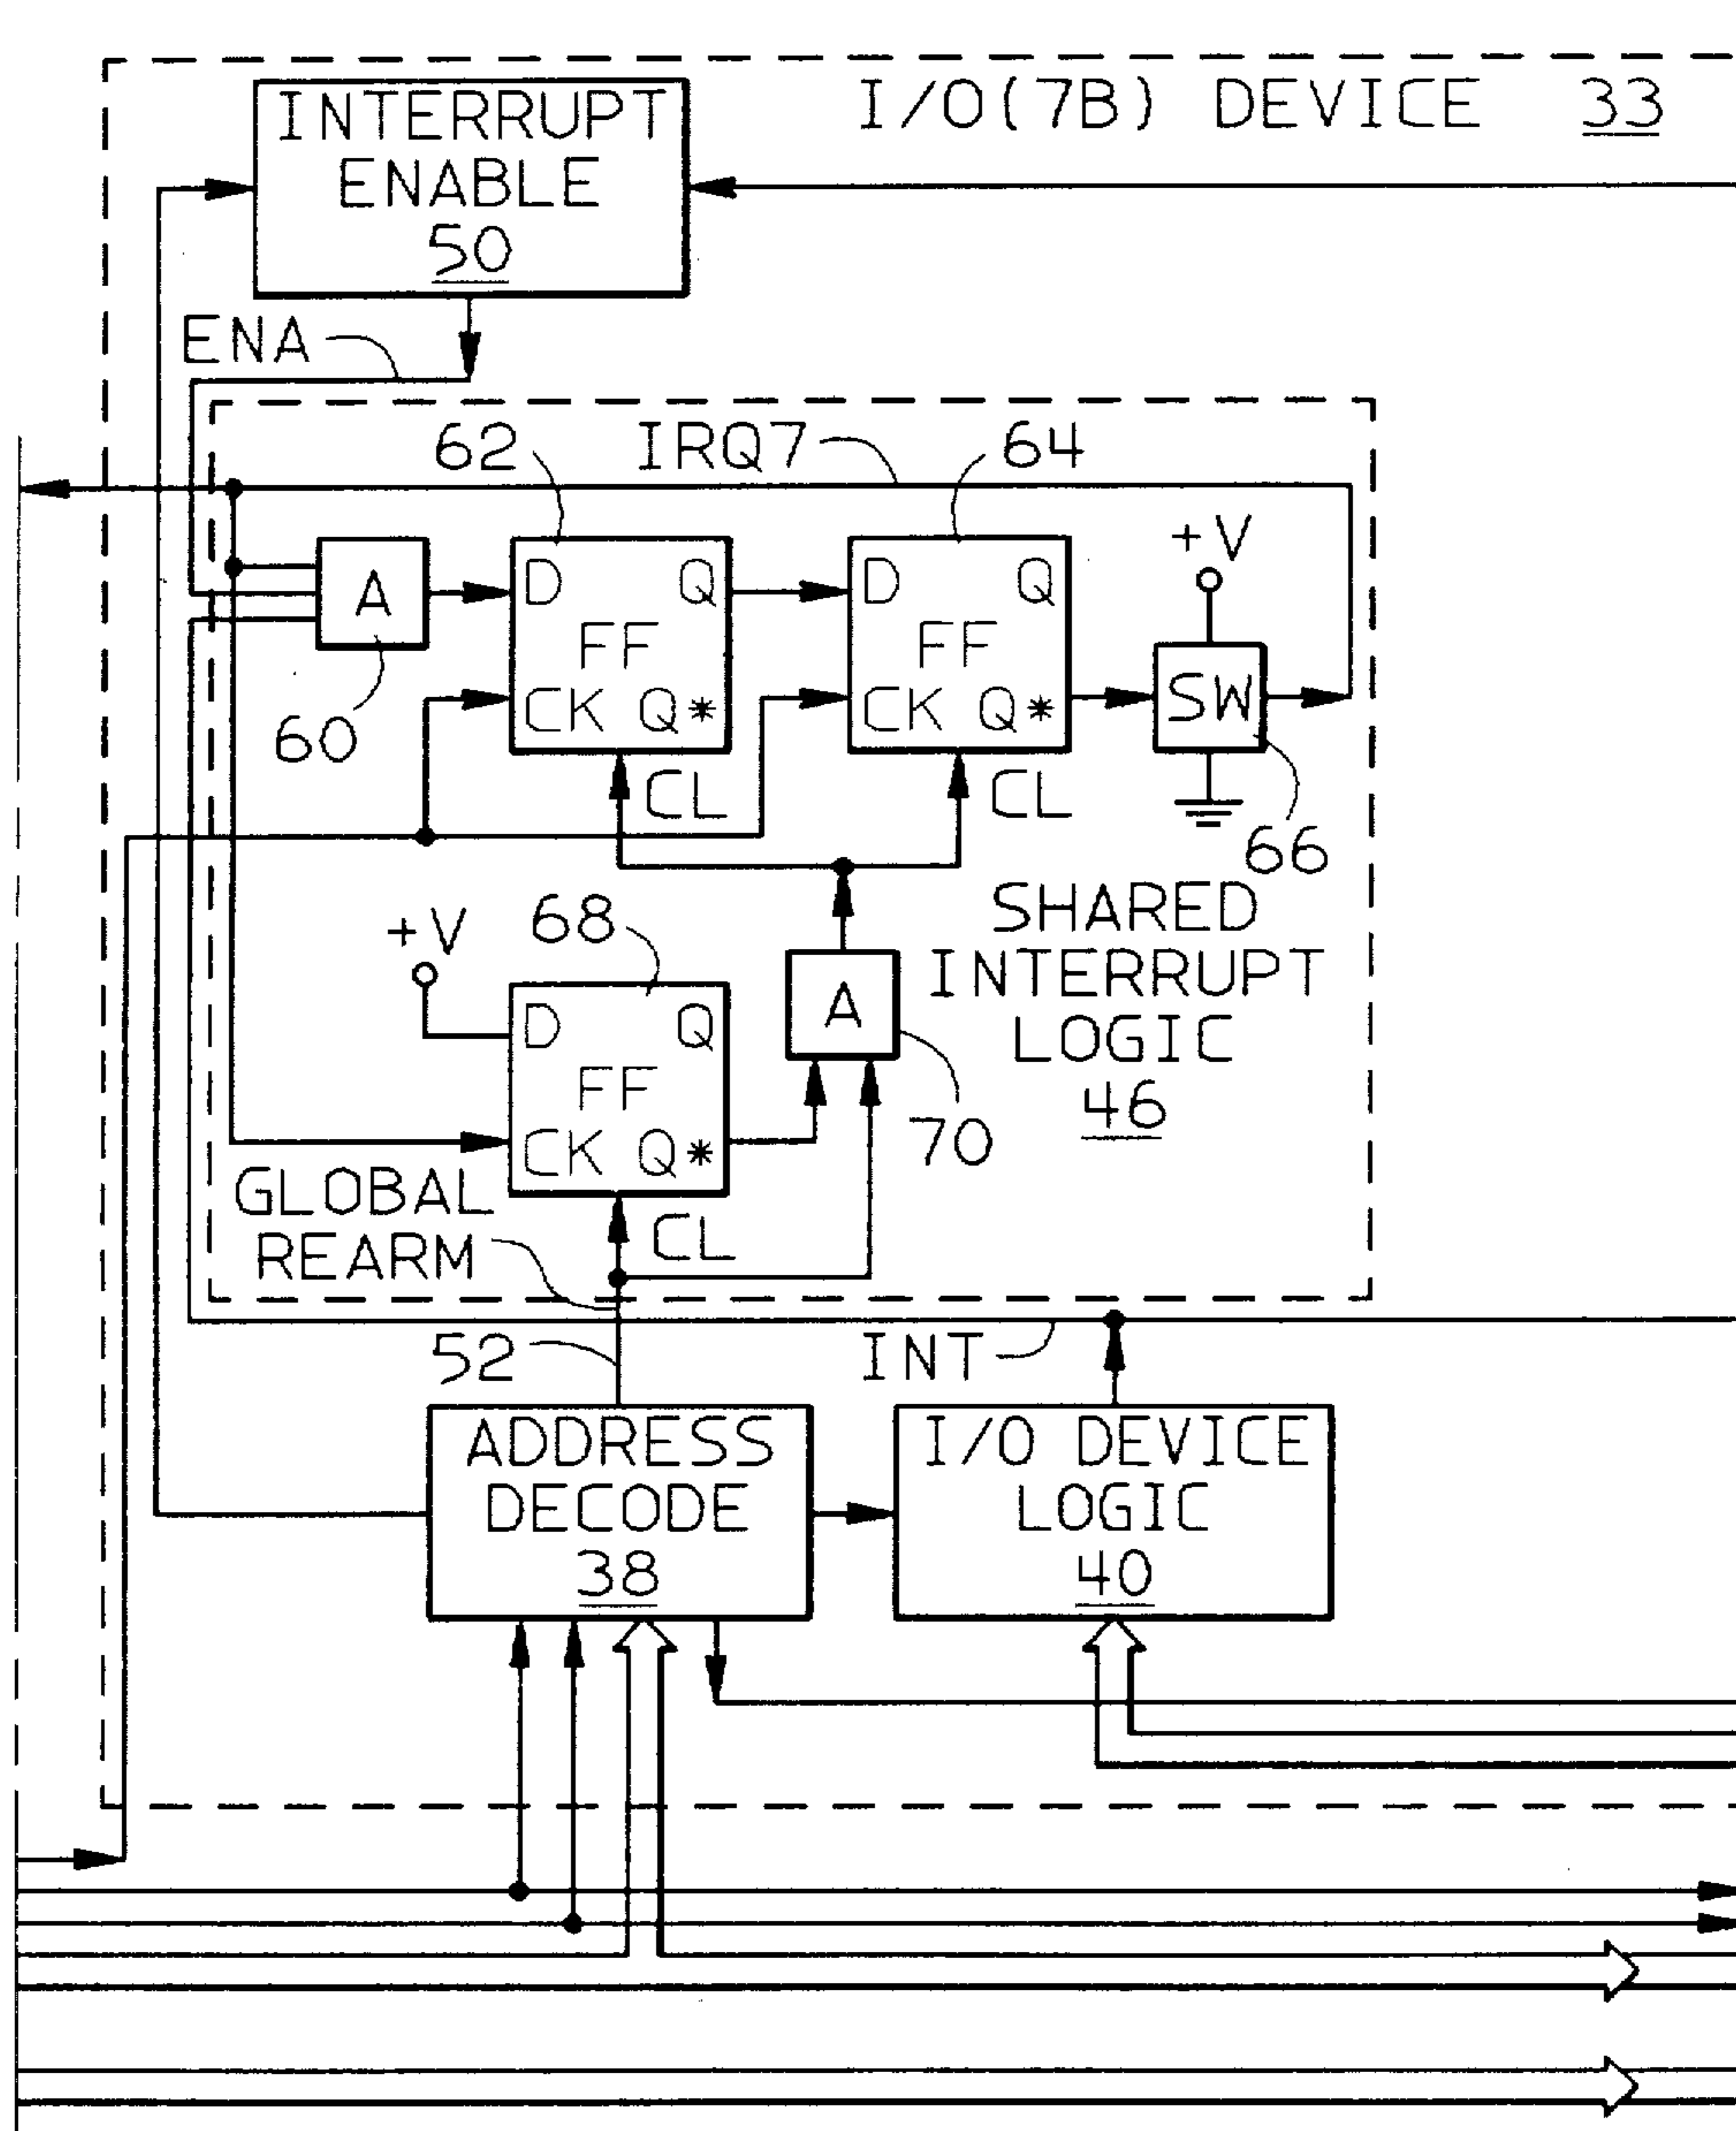 I/O(7B) DEVICE 33
INTERRUPT
ENABLE
50
ENA
62
IRQ7
64
+V
A
D Q
FF
CK Q*
D Q
FF
CK Q*
SW
60
CL
CL
66
SHARED
INTERRUPT
LOGIC
46
+V
68
D Q
FF
CK Q*
A
70
GLOBAL
REARM
CL
52
INT
ADDRESS
DECODE
38
I/O DEVICE
LOGIC
40